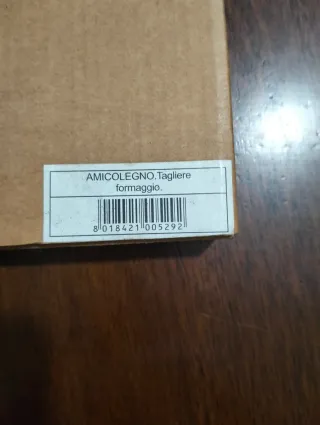 AMICOLEGNO.Tagliere
formaggio.
8 018421 005292